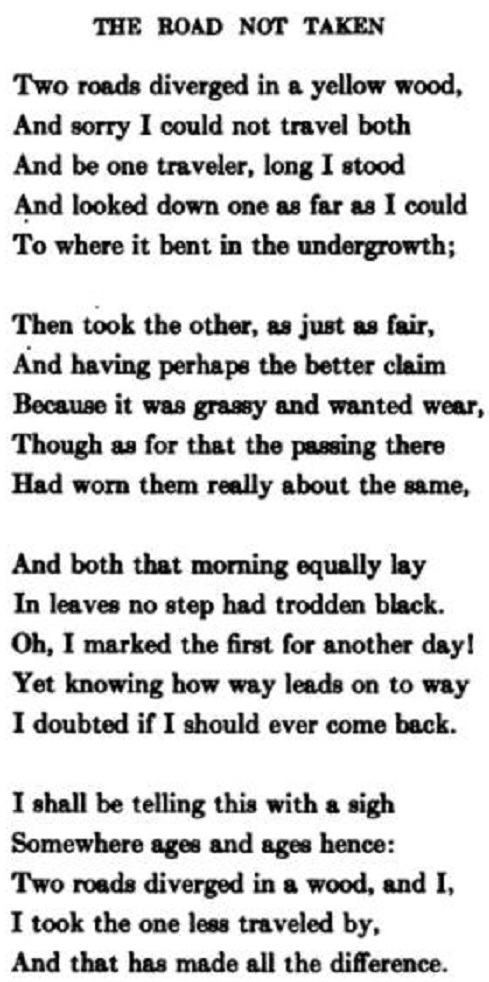 THE ROAD NOT TAKEN
Two roads diverged in a yellow wood,
And sorry I could not travel both
And be one traveler, long I stood
And looked down one as far as I could
To where it bent in the undergrowth;
Then took the other, as just as fair,
And having perhaps the better claim
Because it was grassy and wanted wear,
Though as for that the passing there
Had worn them really about the same,
And both that morning equally lay
In leaves no step had trodden black.
Oh, I marked the first for another day!
Yet knowing how way leads on to way
I doubted if I should ever come back.
I shall be telling this with a sigh
Somewhere ages and ages hence:
Two roads diverged in a wood, and I,
I took the one less traveled by,
And that has made all the difference.